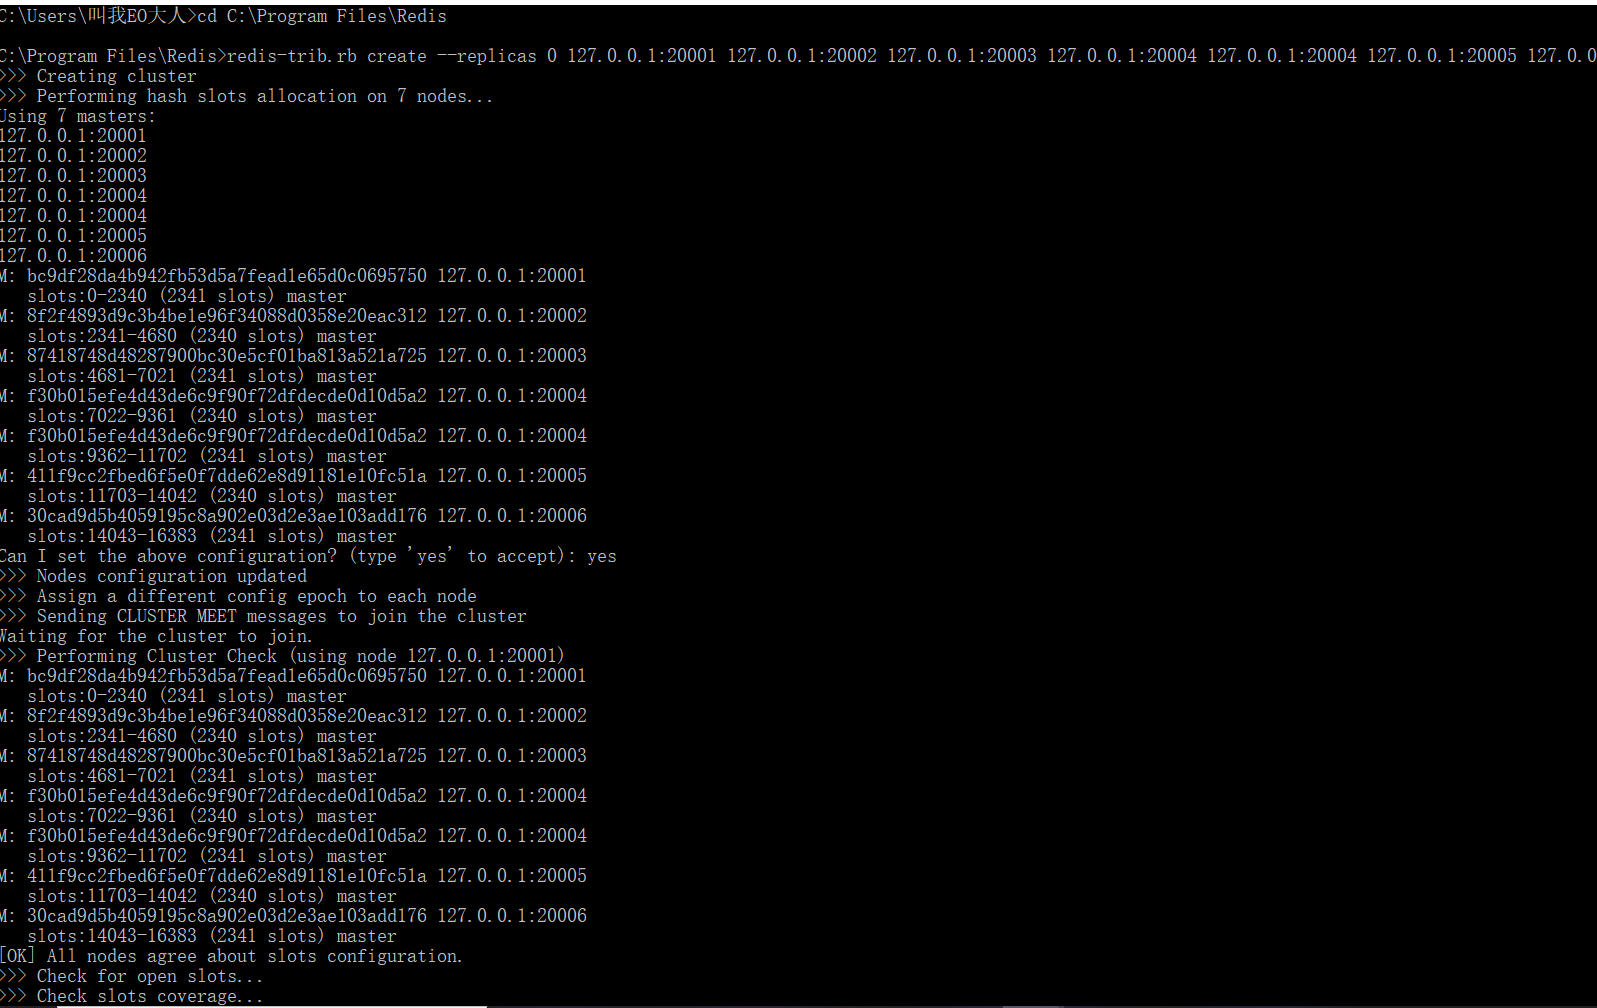 C:\Users\叫我EO大人>cd C:\Program Files\Redis
C:\Program Files\Redis>redis-trib.rb create --replicas 0 127.0.0.1:20001 127.0.0.1:20002 127.0.0.1:20003 127.0.0.1:20004 127.0.0.1:20004 127.0.0.1:20005 127.0.0
>>> Creating cluster
>>> Performing hash slots allocation on 7 nodes...
Using 7 masters:
127.0.0.1:20001
127.0.0.1:20002
127.0.0.1:20003
127.0.0.1:20004
127.0.0.1:20004
127.0.0.1:20005
127.0.0.1:20006
M: bc9df28da4b942fb53d5a7fead1e65d0c0695750 127.0.0.1:20001
slots:0-2340 (2341 slots) master
M: 8f2f4893d9c3b4be1e96f34088d0358e20eac312 127.0.0.1:20002
slots:2341-4680 (2340 slots) master
M: 87418748d48287900bc30e5cf01ba813a521a725 127.0.0.1:20003
slots:4681-7021 (2341 slots) master
M: f30b015efe4d43de6c9f90f72dfdecde0d10d5a2 127.0.0.1:20004
slots:7022-9361 (2340 slots) master
M: f30b015efe4d43de6c9f90f72dfdecde0d10d5a2 127.0.0.1:20004
slots:9362-11702 (2341 slots) master
M: 411f9cc2fbed6f5e0f7dde62e8d91181e10fc51a 127.0.0.1:20005
slots:11703-14042 (2340 slots) master
M: 30cad9d5b4059195c8a902e03d2e3ae103add176 127.0.0.1:20006
slots:14043-16383 (2341 slots) master
Can I set the above configuration? (type 'yes' to accept): yes
>>> Nodes configuration updated
>>> Assign a different config epoch to each node
>>> Sending CLUSTER MEET messages to join the cluster
Waiting for the cluster to join.
>>> Performing Cluster Check (using node 127.0.0.1:20001)
M: bc9df28da4b942fb53d5a7fead1e65d0c0695750 127.0.0.1:20001
slots:0-2340 (2341 slots) master
M: 8f2f4893d9c3b4be1e96f34088d0358e20eac312 127.0.0.1:20002
slots:2341-4680 (2340 slots) master
M: 87418748d48287900bc30e5cf01ba813a521a725 127.0.0.1:20003
slots:4681-7021 (2341 slots) master
M: f30b015efe4d43de6c9f90f72dfdecde0d10d5a2 127.0.0.1:20004
slots:7022-9361 (2340 slots) master
M: f30b015efe4d43de6c9f90f72dfdecde0d10d5a2 127.0.0.1:20004
slots:9362-11702 (2341 slots) master
M: 411f9cc2fbed6f5e0f7dde62e8d91181e10fc51a 127.0.0.1:20005
slots:11703-14042 (2340 slots) master
M: 30cad9d5b4059195c8a902e03d2e3ae103add176 127.0.0.1:20006
slots:14043-16383 (2341 slots) master
[OK] All nodes agree about slots configuration.
>>> Check for open slots...
>>> Check slots coverage...